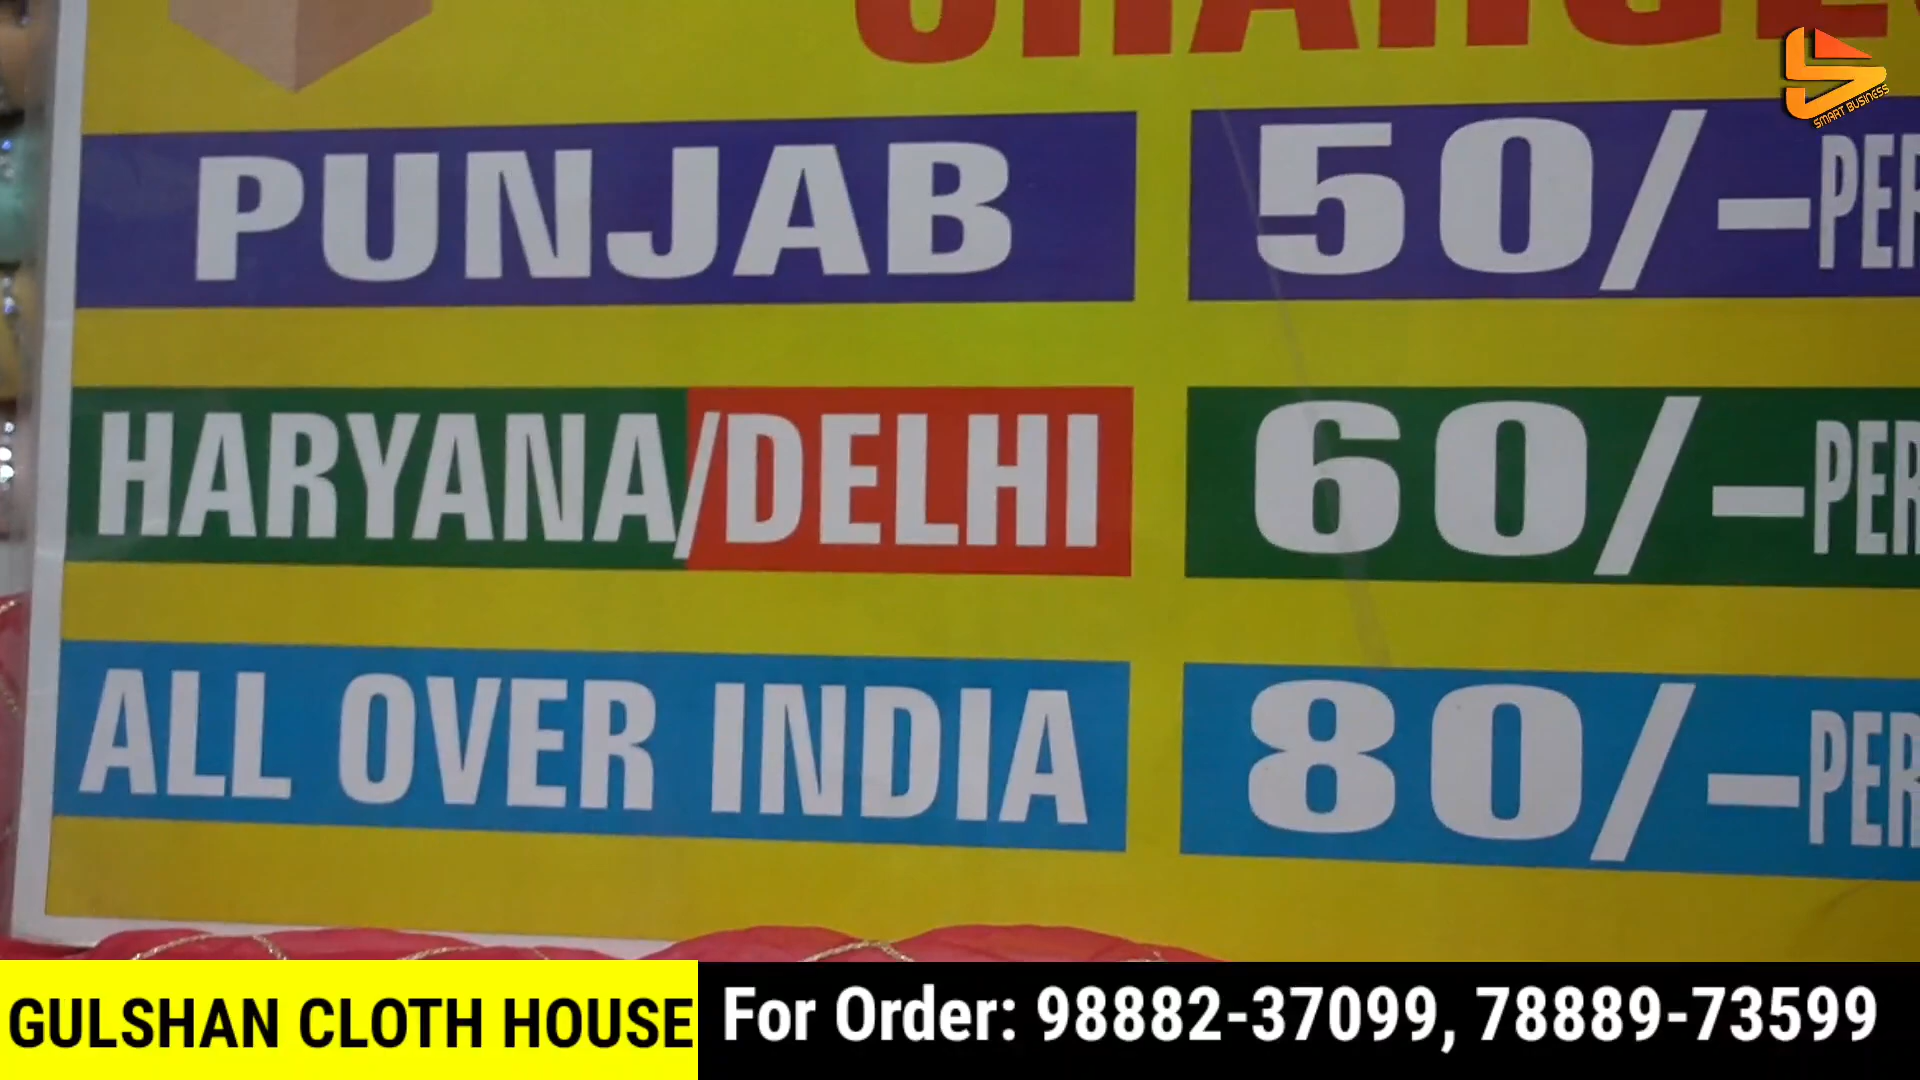 SMART BUSINESS
PUNJAB 50/-PER
HARYANA/DELHI 60/-PER
ALL OVER INDIA 80/-PER
GULSHAN CLOTH HOUSE For Order: 98882-37099, 78889-73599